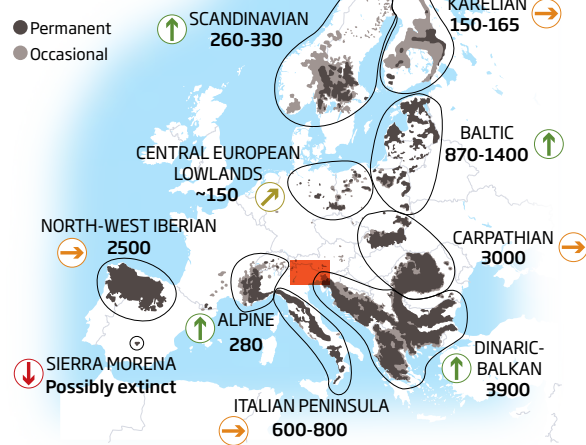 SCANDINAVIAN
260-330
KARELIAN
150-165
Permanent
Occasional
BALTIC
870-1400
CENTRAL EUROPEAN
LOWLANDS
~150
NORTH-WEST IBERIAN
2500
CARPATHIAN
3000
ALPINE
280
SIERRA MORENA
Possibly extinct
DINARIC-
BALKAN
3900
ITALIAN PENINSULA
600-800